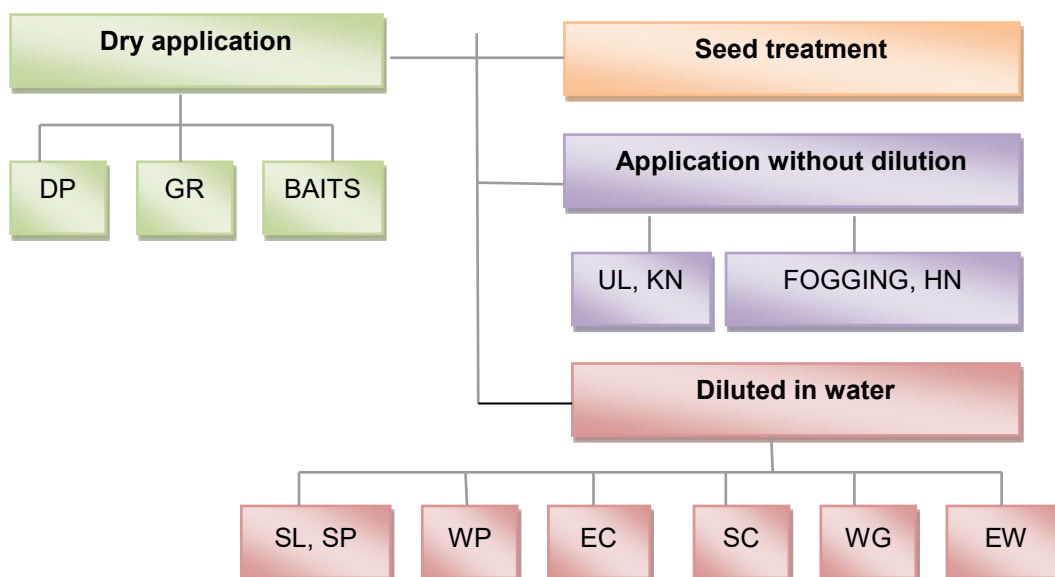 Dry application
Seed treatment
DP
GR
BAITS
Application without dilution
UL, KN
FOGGING, HN
Diluted in water
SL, SP
WP
EC
SC
WG
EW